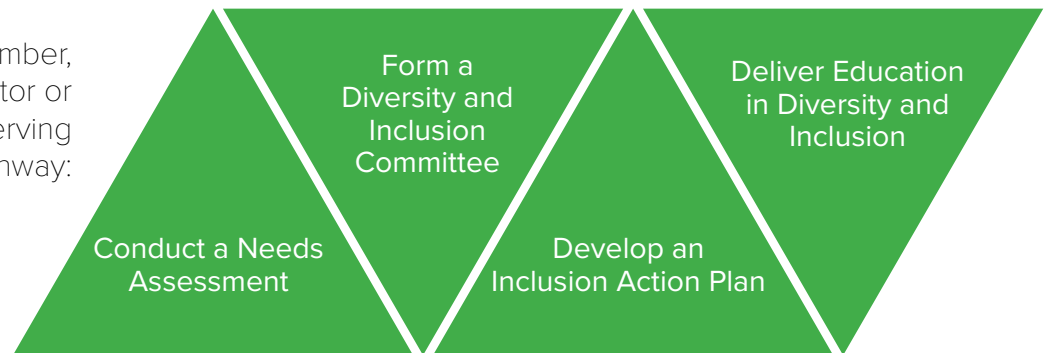 mber,
tor or
erving
nway:
Conduct a Needs
Assessment
Form a
Diversity and
Inclusion
Committee
Develop an
Inclusion Action Plan
Deliver Education
in Diversity and
Inclusion